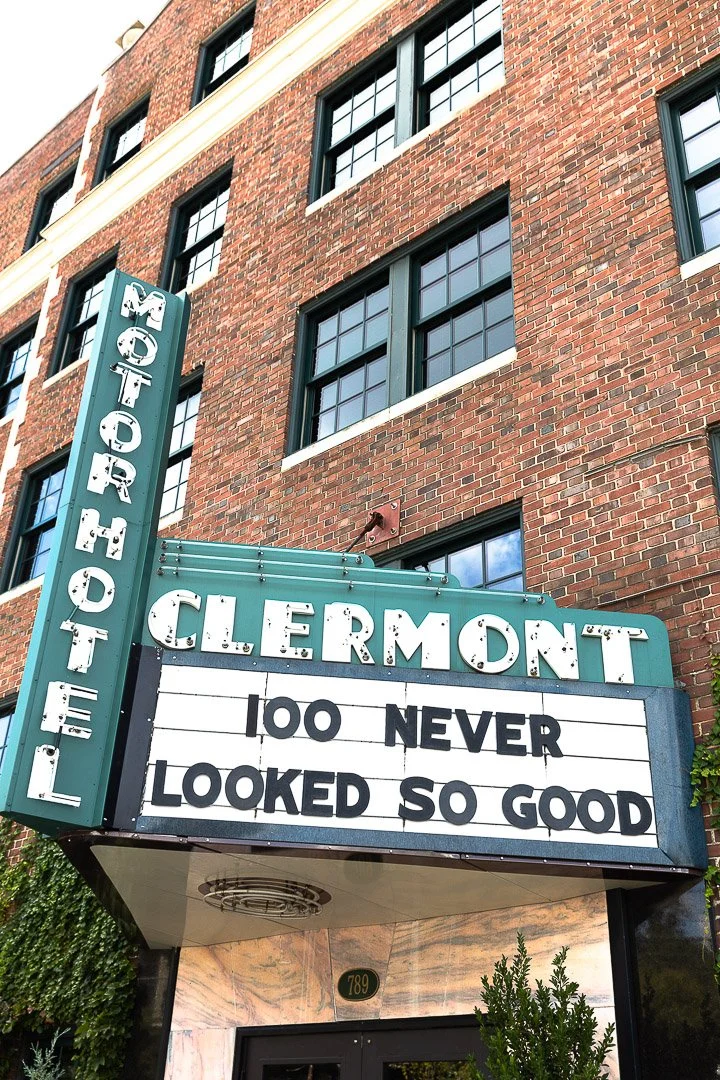 MOTOR HOTEL
CLERMONT
100 NEVER
LOOKED SO GOOD
789